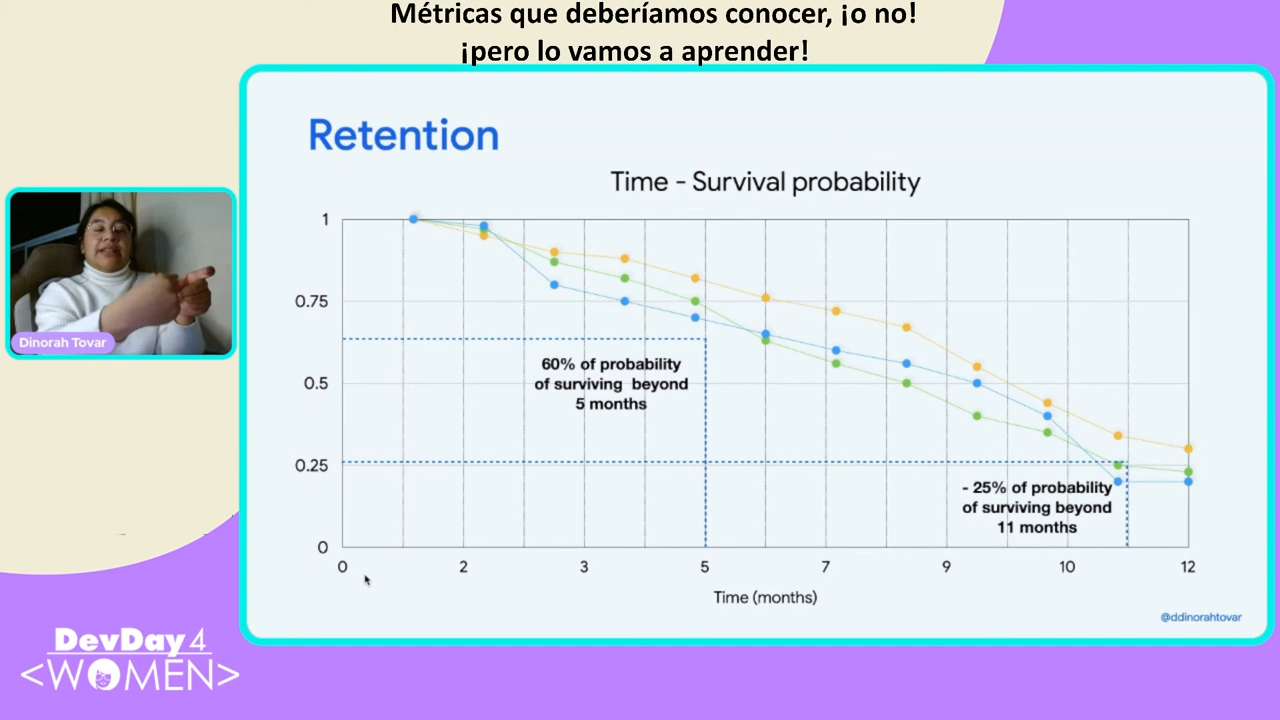 Métricas que deberíamos conocer, ¡o no!
¡pero lo vamos a aprender!
Retention
Time - Survival probability
1
0.75
0.5
0.25
0
60% of probability
of surviving beyond
5 months
- 25% of probability
of surviving beyond
11 months
0 2 3 5 7 9 10 12
Time (months)
@ddinorahtovar
Dinorah Tovar
DevDay 4
<WOMEN>